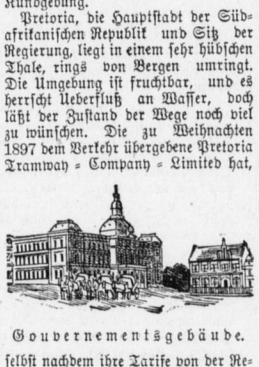 Kundgebung.
Pretoria, die Hauptstadt der Süd-
afrikanischen Republik und Sitz der
Regierung, liegt in einem sehr hübschen
Thale, rings von Bergen umringt.
Die Umgebung ist fruchtbar, und es
herrscht Ueberfluß an Wasser, doch
läßt der Zustand der Wege noch viel
zu wünschen. Die zu Weihnachten
1897 dem Verkehr übergebene Pretoria
Tramway = Company = Limited hat,
Gouvernementsgebäude.
selbst nachdem ihre Tarife von der Re-